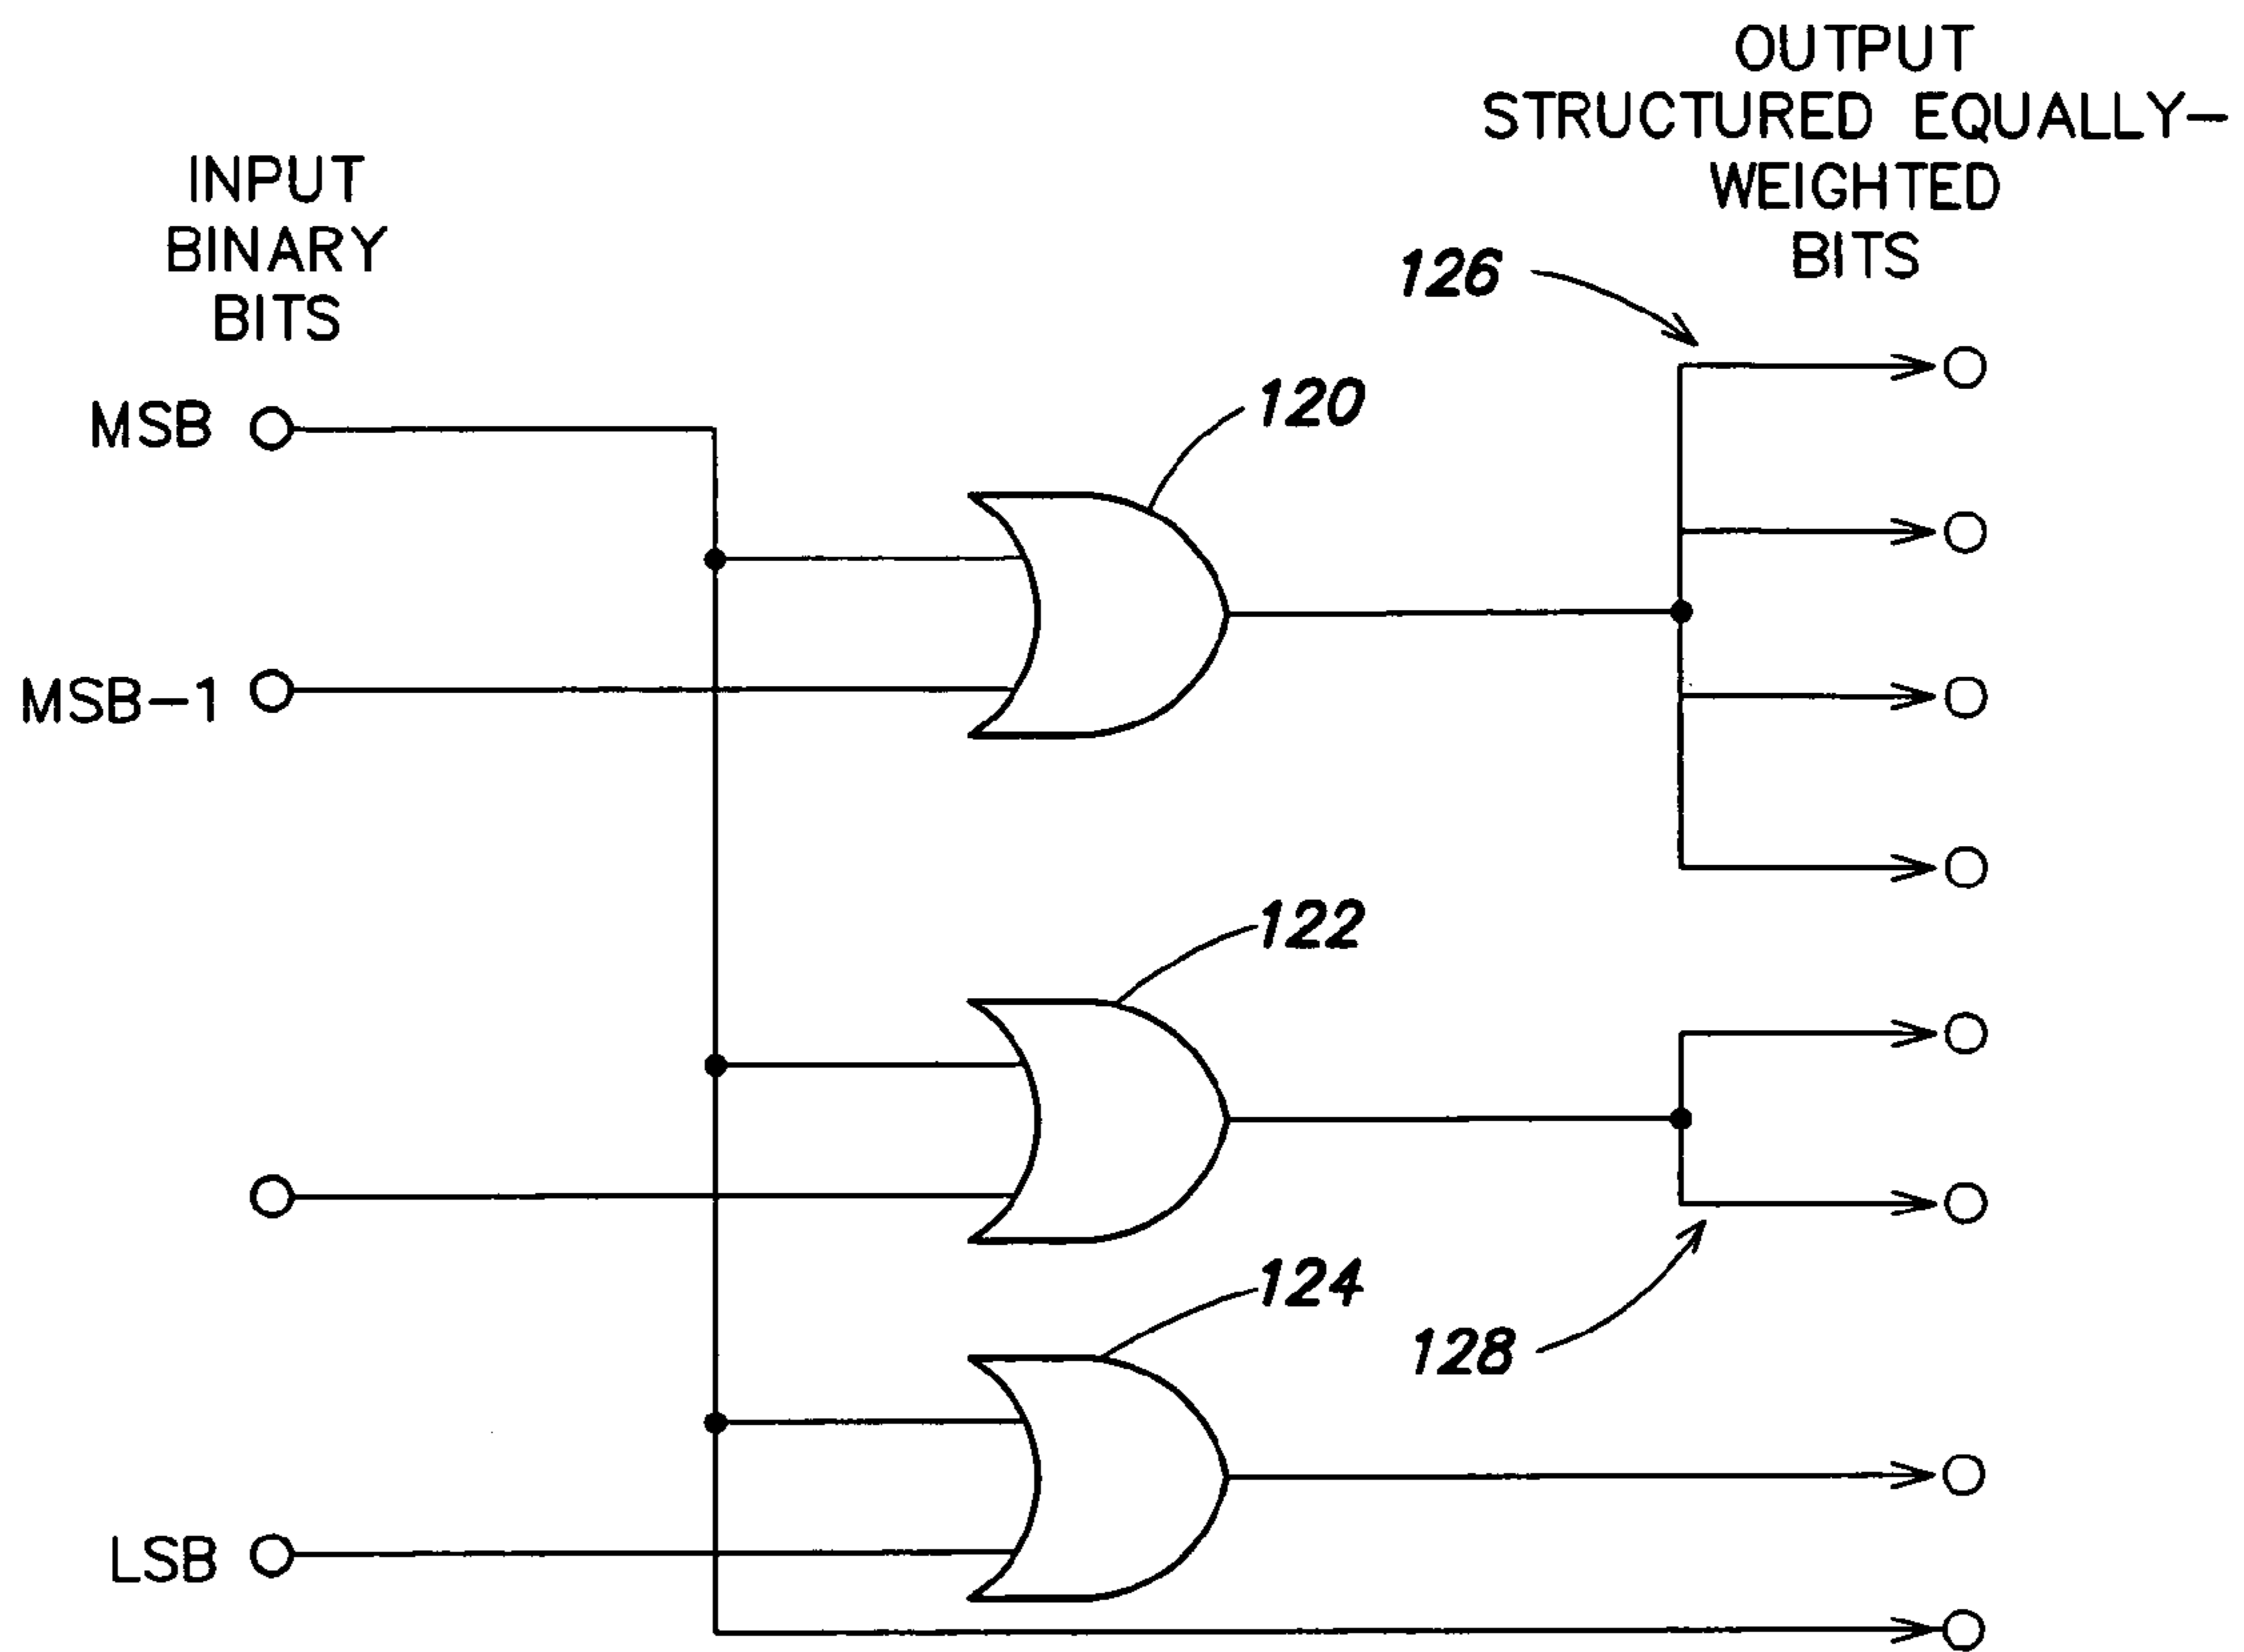 OUTPUT
STRUCTURED EQUALLY-
WEIGHTED
BITS
INPUT
BINARY
BITS
126
120
MSB
MSB-1
122
124
128
LSB